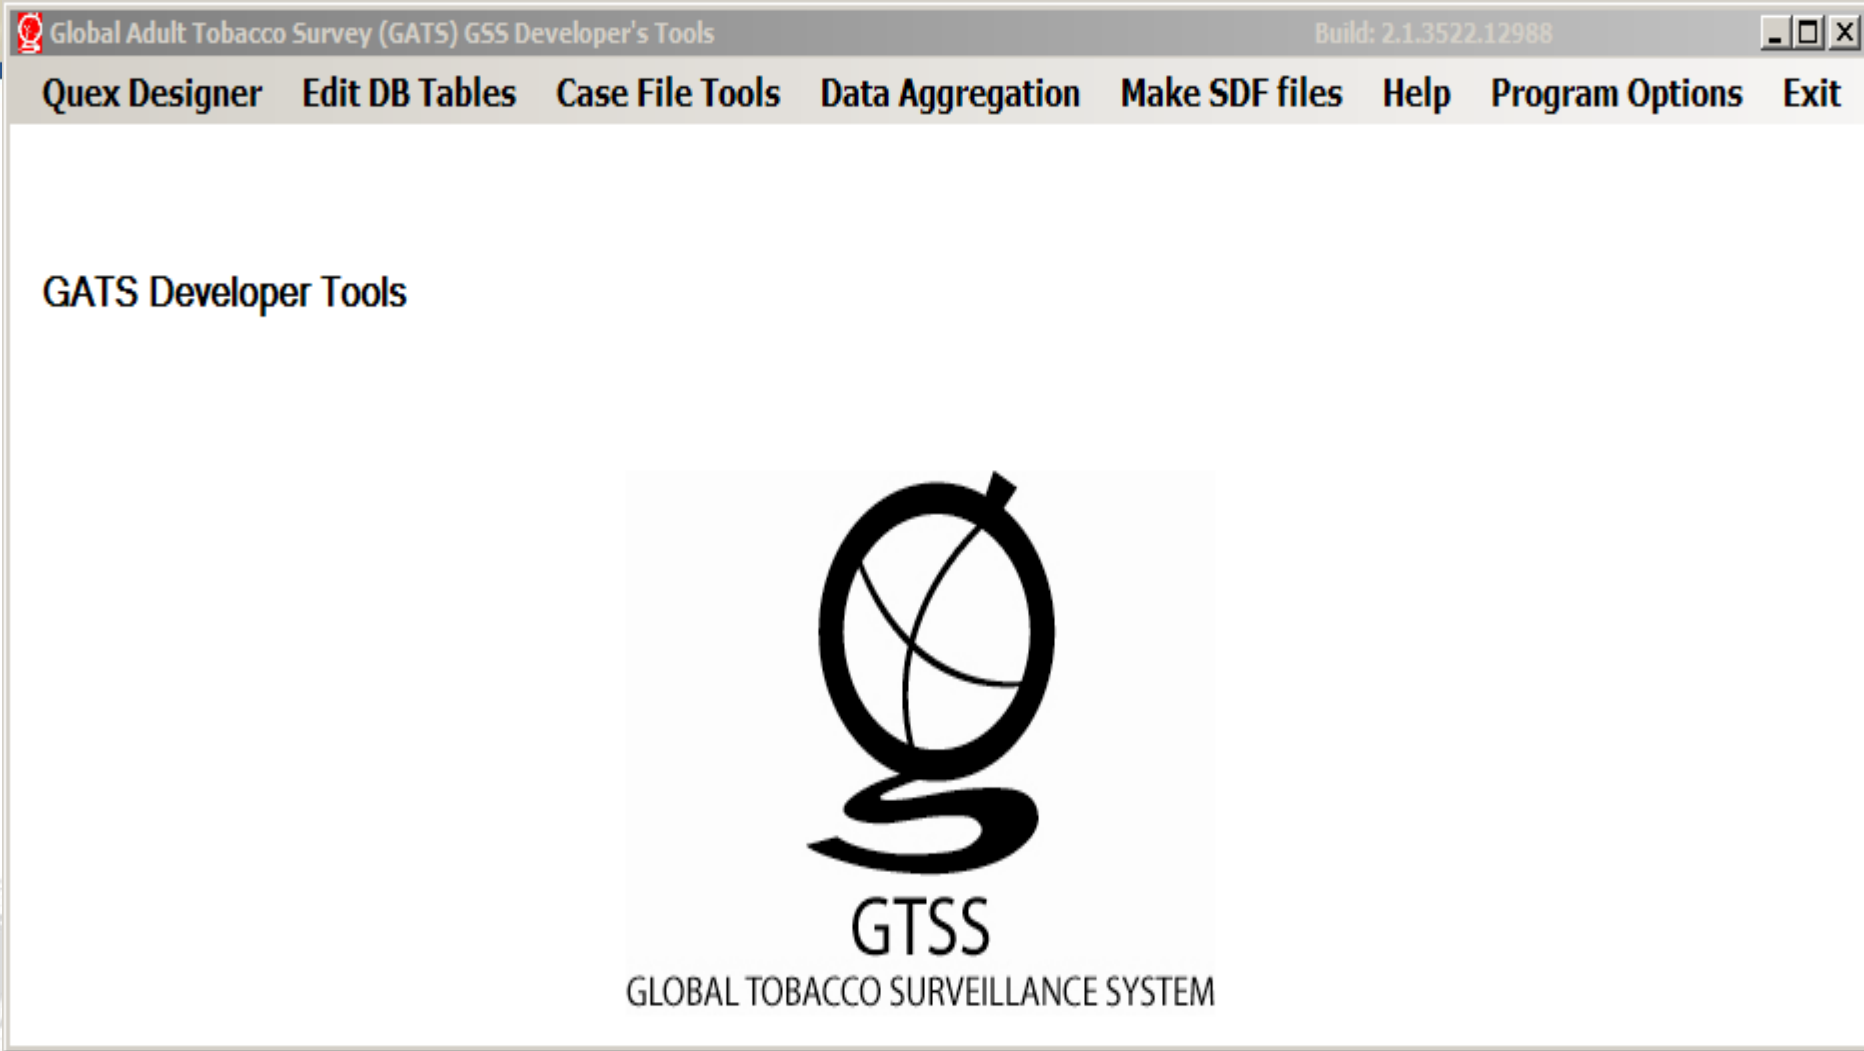 Global Adult Tobacco Survey (GATS) GSS Developer's Tools Build: 2.1.3522.12988
Quex Designer Edit DB Tables Case File Tools Data Aggregation Make SDF files Help Program Options Exit
GATS Developer Tools
GTSS
GLOBAL TOBACCO SURVEILLANCE SYSTEM